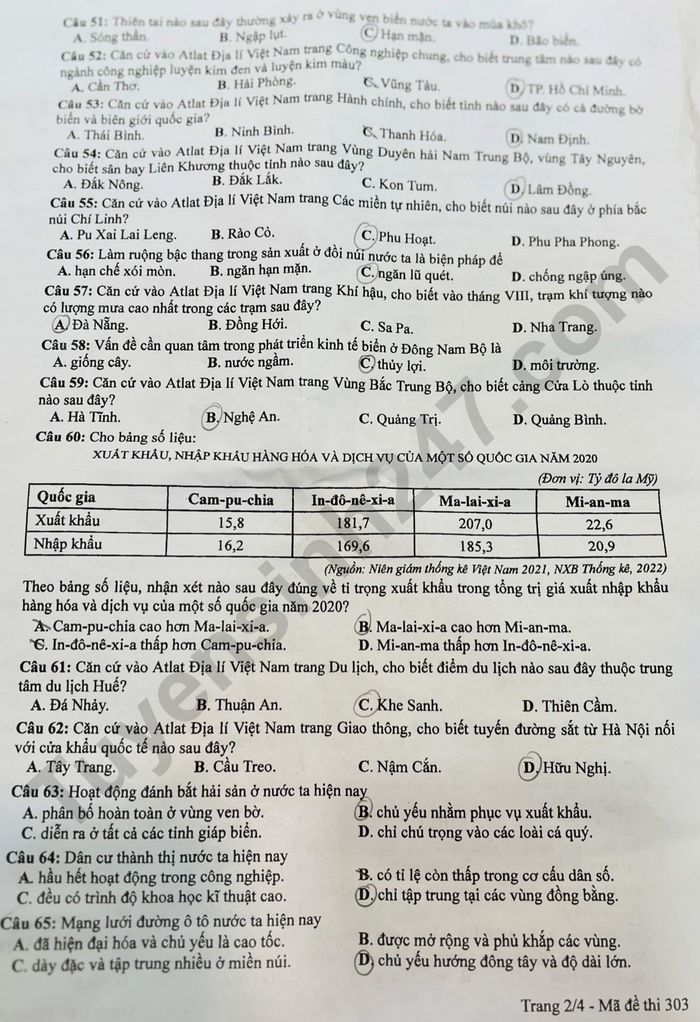 Câu 51: Thiên tai nào sau đây thường xảy ra ở vùng ven biển nước ta vào mùa khô?
A. Sóng thần. B. Ngập lụt. C. Hạn mặn. D. Bão biển.
Câu 52: Căn cứ vào Atlat Địa lí Việt Nam trang Công nghiệp chung, cho biết trung tâm nào sau đây có
ngành công nghiệp luyện kim đen và luyện kim màu?
A. Cần Thơ. B. Hải Phòng. C. Vũng Tàu. D. TP. Hồ Chí Minh.
Câu 53: Căn cứ vào Atlat Địa lí Việt Nam trang Hành chính, cho biết tỉnh nào sau đây có cả đường bờ
biển và biên giới quốc gia?
A. Thái Bình. B. Ninh Bình. C. Thanh Hóa. D. Nam Định.
Câu 54: Căn cứ vào Atlat Địa lí Việt Nam trang Vùng Duyên hải Nam Trung Bộ, vùng Tây Nguyên,
cho biết sân bay Liên Khương thuộc tỉnh nào sau đây?
A. Đắk Nông. B. Đắk Lắk. C. Kon Tum. D. Lâm Đồng.
Câu 55: Căn cứ vào Atlat Địa lí Việt Nam trang Các miền tự nhiên, cho biết núi nào sau đây ở phía bắc
núi Chí Linh?
A. Pu Xai Lai Leng. B. Rào Cỏ. C. Phu Hoạt. D. Phu Pha Phong.
Câu 56: Làm ruộng bậc thang trong sản xuất ở đồi núi nước ta là biện pháp để
A. hạn chế xói mòn. B. ngăn hạn mặn. C. ngăn lũ quét. D. chống ngập úng.
Câu 57: Căn cứ vào Atlat Địa lí Việt Nam trang Khí hậu, cho biết vào tháng VIII, trạm khí tượng nào
có lượng mưa cao nhất trong các trạm sau đây?
A. Đà Nẵng. B. Đồng Hới. C. Sa Pa. D. Nha Trang.
Câu 58: Vấn đề cần quan tâm trong phát triển kinh tế biển ở Đông Nam Bộ là
A. giống cây. B. nước ngầm. C. thủy lợi. D. môi trường.
Câu 59: Căn cứ vào Atlat Địa lí Việt Nam trang Vùng Bắc Trung Bộ, cho biết cảng Cửa Lò thuộc tỉnh
nào sau đây?
A. Hà Tĩnh. B. Nghệ An. C. Quảng Trị. D. Quảng Bình.
Câu 60: Cho bảng số liệu:
XUẤT KHẨU, NHẬP KHẨU HÀNG HÓA VÀ DỊCH VỤ CỦA MỘT SỐ QUỐC GIA NĂM 2020
(Đơn vị: Tỷ đô la Mỹ)
Quốc gia Cam-pu-chia In-đô-nê-xi-a Ma-lai-xi-a Mi-an-ma
Xuất khẩu 15,8 181,7 207,0 22,6
Nhập khẩu 16,2 169,6 185,3 20,9
(Nguồn: Niên giám thống kê Việt Nam 2021, NXB Thống kê, 2022)
Theo bảng số liệu, nhận xét nào sau đây đúng về tỉ trọng xuất khẩu trong tổng trị giá xuất nhập khẩu
hàng hóa và dịch vụ của một số quốc gia năm 2020?
A. Cam-pu-chia cao hơn Ma-lai-xi-a. B. Ma-lai-xi-a cao hơn Mi-an-ma.
C. In-đô-nê-xi-a thấp hơn Cam-pu-chia. D. Mi-an-ma thấp hơn In-đô-nê-xi-a.
Câu 61: Căn cứ vào Atlat Địa lí Việt Nam trang Du lịch, cho biết điểm du lịch nào sau đây thuộc trung
tâm du lịch Huế?
A. Đá Nhảy. B. Thuận An. C. Khe Sanh. D. Thiên Cầm.
Câu 62: Căn cứ vào Atlat Địa lí Việt Nam trang Giao thông, cho biết tuyến đường sắt từ Hà Nội nối
với cửa khẩu quốc tế nào sau đây?
A. Tây Trang. B. Cầu Treo. C. Nậm Cắn. D. Hữu Nghị.
Câu 63: Hoạt động đánh bắt hải sản ở nước ta hiện nay
A. phân bố hoàn toàn ở vùng ven bờ. B. chủ yếu nhằm phục vụ xuất khẩu.
C. diễn ra ở tất cả các tỉnh giáp biển. D. chỉ chú trọng vào các loài cá quý.
Câu 64: Dân cư thành thị nước ta hiện nay
A. hầu hết hoạt động trong công nghiệp. B. có tỉ lệ còn thấp trong cơ cấu dân số.
C. đều có trình độ khoa học kĩ thuật cao. D. chỉ tập trung tại các vùng đồng bằng.
Câu 65: Mạng lưới đường ô tô nước ta hiện nay
A. đã hiện đại hóa và chủ yếu là cao tốc. B. được mở rộng và phủ khắp các vùng.
C. dày đặc và tập trung nhiều ở miền núi. D. chủ yếu hướng đông tây và độ dài lớn.
Trang 2/4 - Mã đề thi 303
Tuyensinh247.com